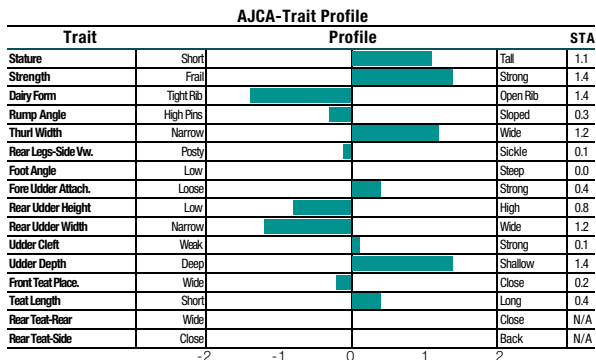 AJCA-Trait Profile
Trait Profile STA
Stature Short Tall 1.1
Strength Frail Strong 1.4
Dairy Form Tight Rib Open Rib 1.4
Rump Angle High Pins Sloped 0.3
Thurl Width Narrow Wide 1.2
Rear Legs-Side Vw. Posty Sickle 0.1
Foot Angle Low Steep 0.0
Fore Udder Attach. Loose Strong 0.4
Rear Udder Height Low High 0.8
Rear Udder Width Narrow Wide 1.2
Udder Cleft Weak Strong 0.1
Udder Depth Deep Shallow 1.4
Front Teat Place. Wide Close 0.2
Teat Length Short Long 0.4
Rear Teat-Rear Wide Close N/A
Rear Teat-Side Close Back N/A
-2 -1 0 1 2